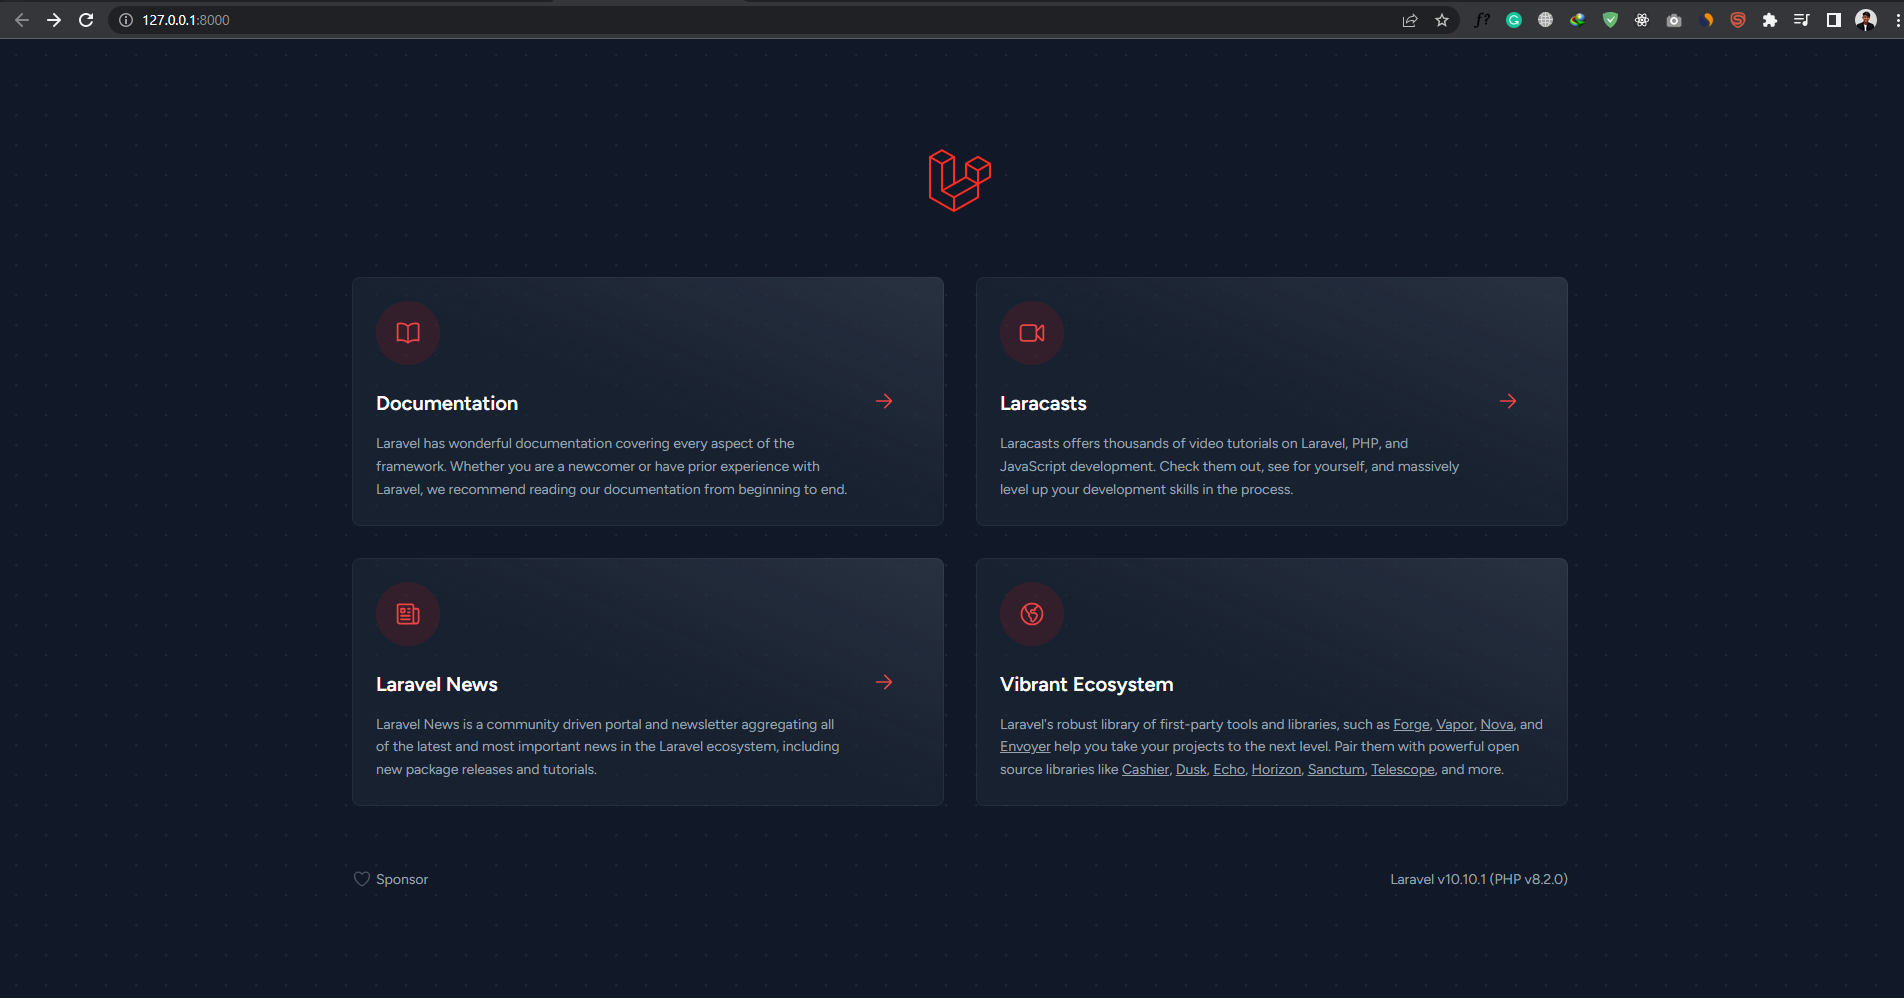 127.0.0.1:8000
f?
Documentation
Laravel has wonderful documentation covering every aspect of the
framework. Whether you are a newcomer or have prior experience with
Laravel, we recommend reading our documentation from beginning to end.
Laracasts
Laracasts offers thousands of video tutorials on Laravel, PHP, and
JavaScript development. Check them out, see for yourself, and massively
level up your development skills in the process.
Laravel News
Laravel News is a community driven portal and newsletter aggregating all
of the latest and most important news in the Laravel ecosystem, including
new package releases and tutorials.
Vibrant Ecosystem
Laravel's robust library of first-party tools and libraries, such as Forge, Vapor, Nova, and
Envoyer help you take your projects to the next level. Pair them with powerful open
source libraries like Cashier, Dusk, Echo, Horizon, Sanctum, Telescope, and more.
Sponsor
Laravel v10.10.1 (PHP v8.2.0)